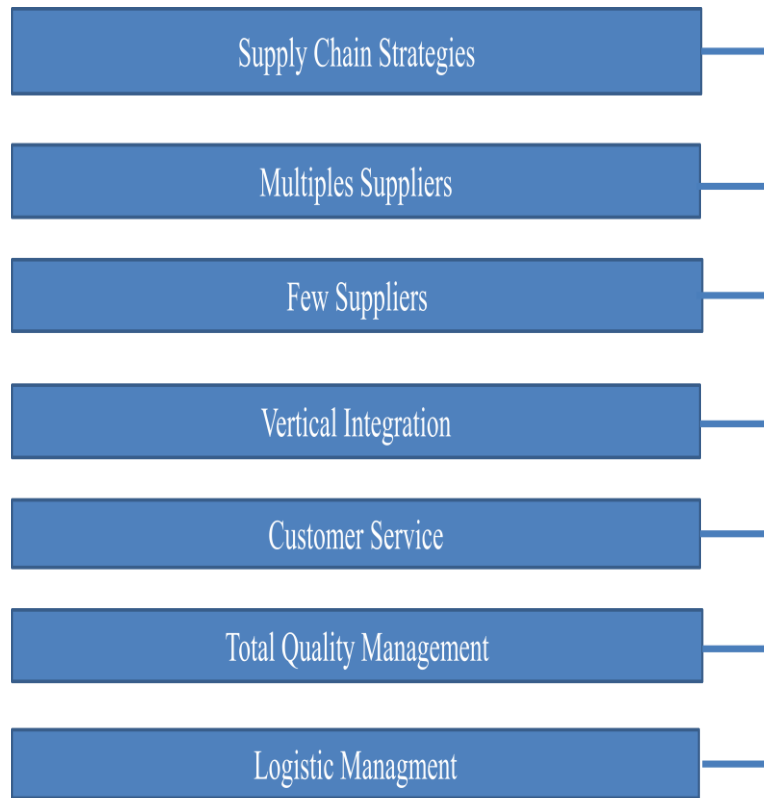 Supply Chain Strategies
Multiples Suppliers
Few Suppliers
Vertical Integration
Customer Service
Total Quality Management
Logistic Managment